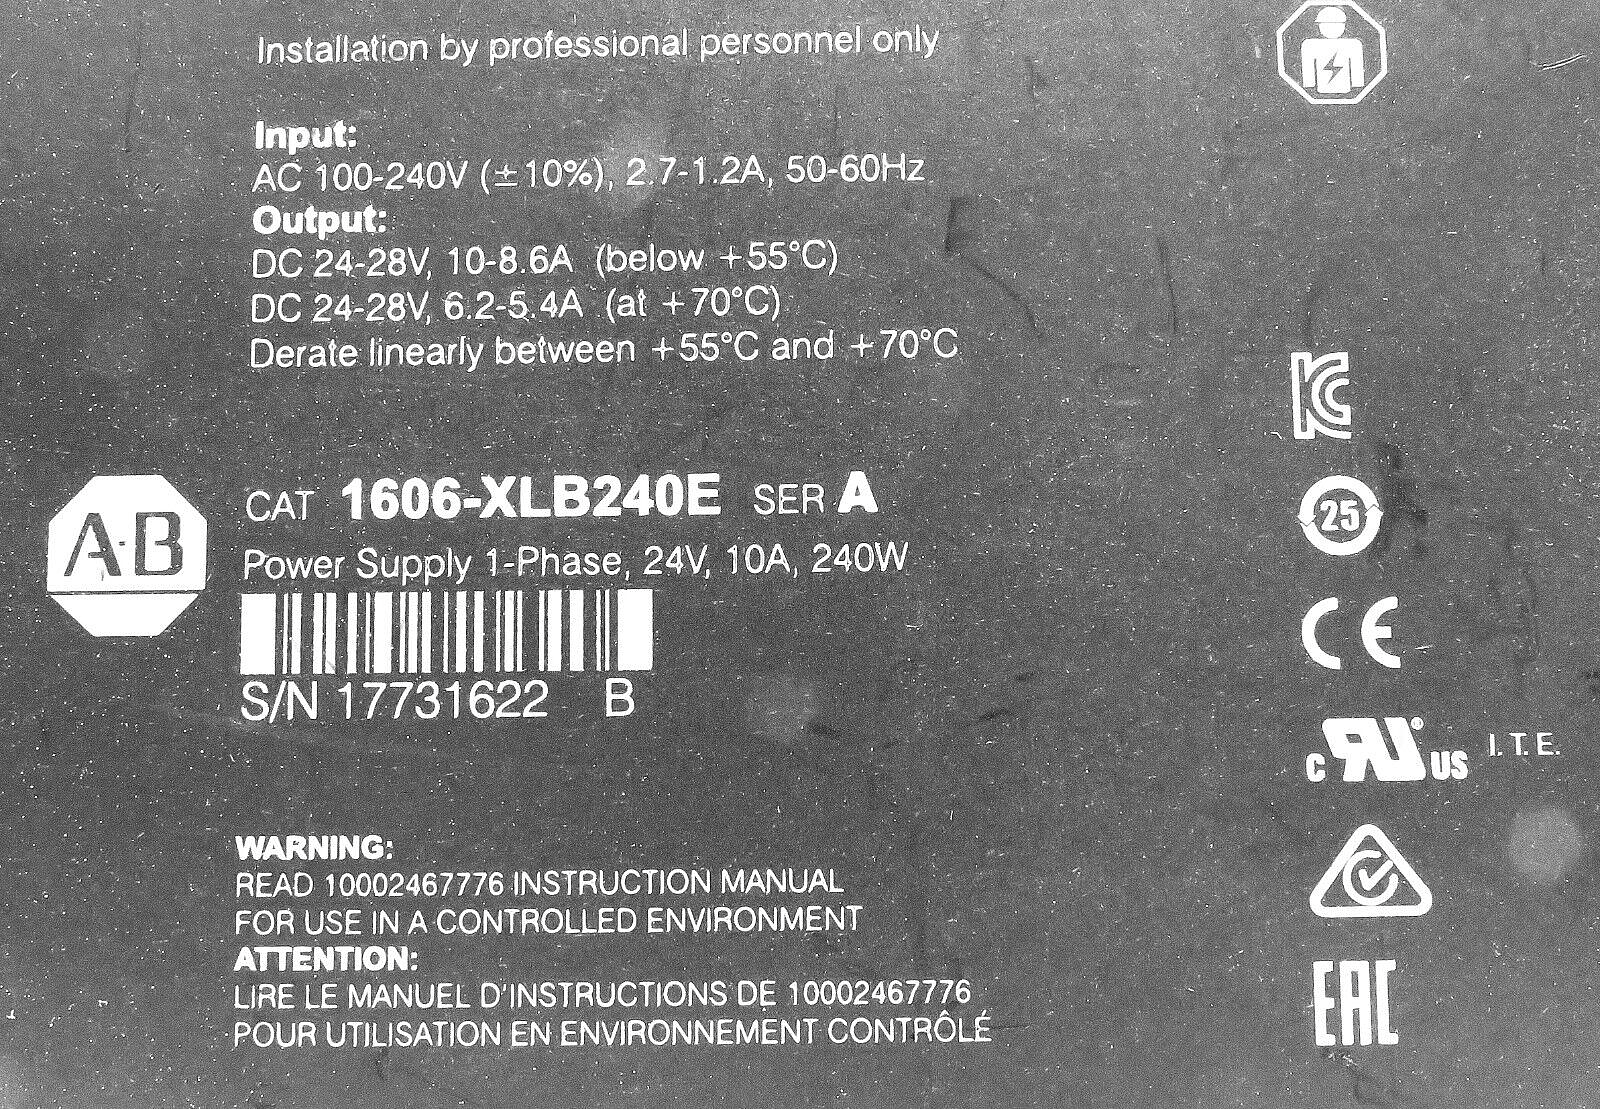 Installation by professional personnel only
Input:
AC 100-240V (±10%), 2.7-1.2A, 50-60Hz
Output:
DC 24-28V, 10-8.6A (below +55°C)
DC 24-28V, 6.2-5.4A (at +70°C)
Derate linearly between +55°C and +70°C
A-B
CAT 1606-XLB240E SER A
Power Supply 1-Phase, 24V, 10A, 240W
S/N 17731622 B
WARNING:
READ 10002467776 INSTRUCTION MANUAL
FOR USE IN A CONTROLLED ENVIRONMENT
ATTENTION:
LIRE LE MANUEL D'INSTRUCTIONS DE 10002467776
POUR UTILISATION EN ENVIRONNEMENT CONTRÔLÉ
KC
25
CE
c RU ® US I.T.E.
EAC